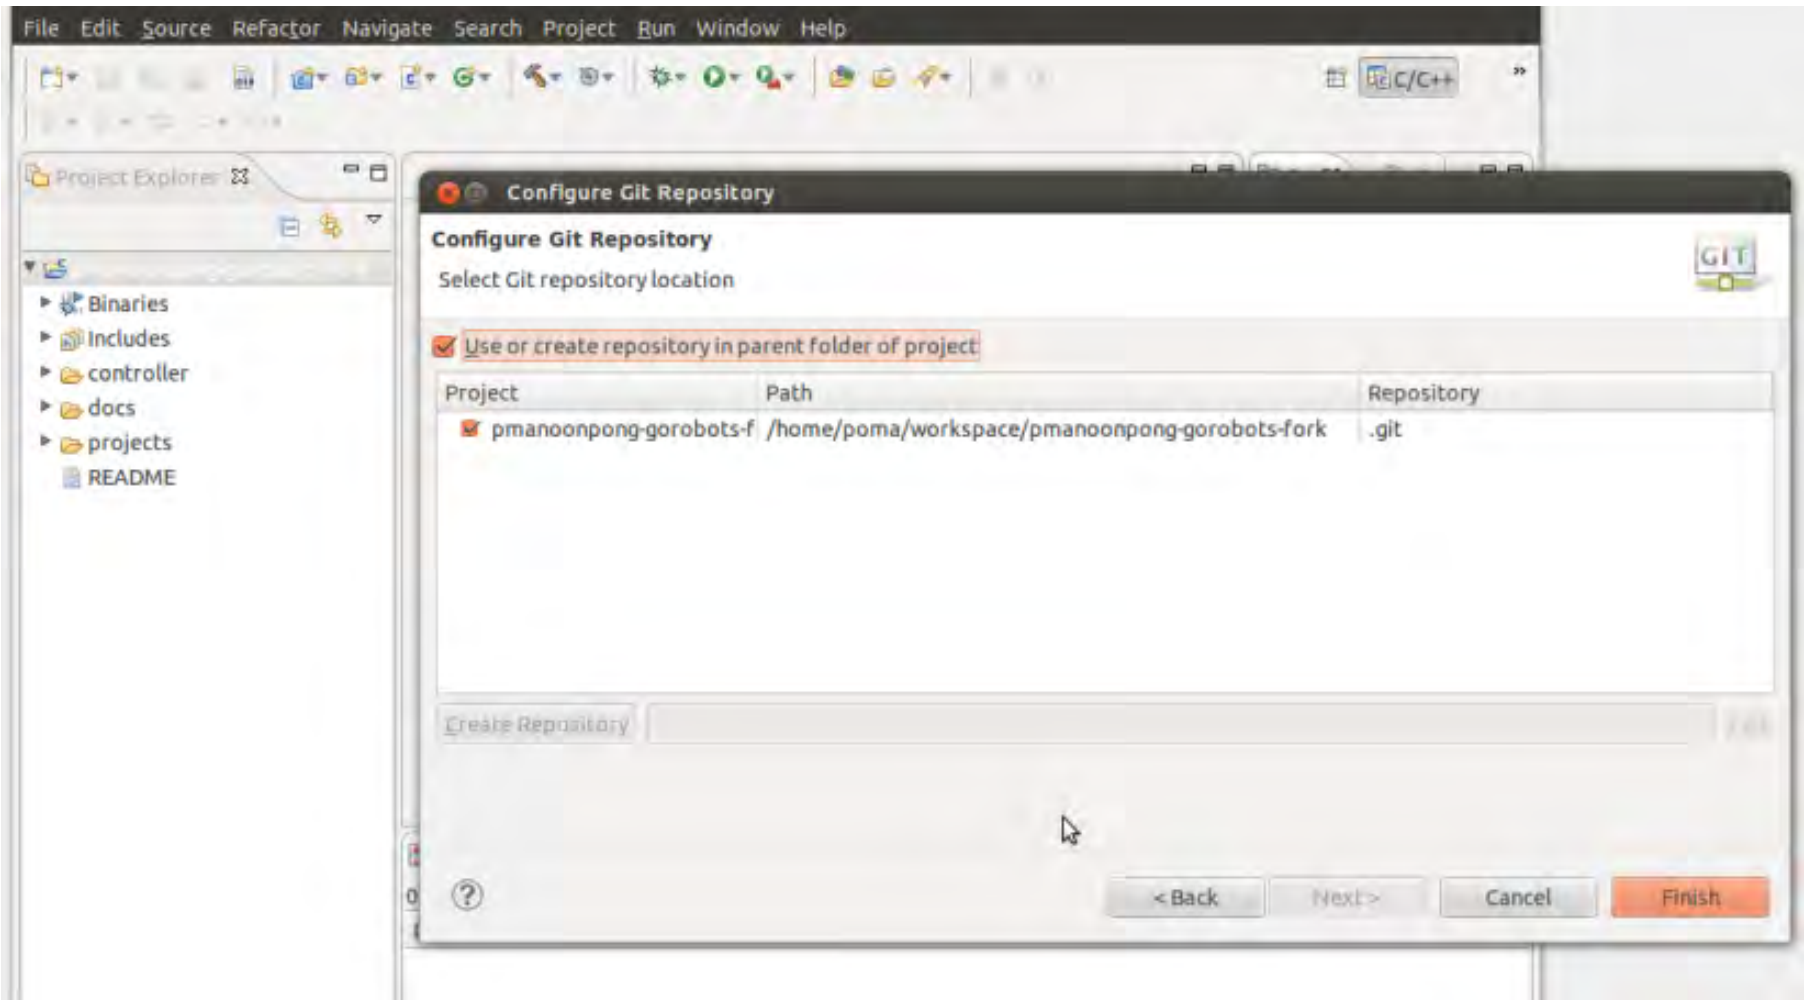 File Edit Source Refactor Navigate Search Project Run Window Help
C/C++
Project Explorer
Binaries
Includes
controller
docs
projects
README
Configure Git Repository
Configure Git Repository
Select Git repository location
GIT
Use or create repository in parent folder of project
Project Path Repository
pmanoonpong-gorobots-f /home/poma/workspace/pmanoonpong-gorobots-fork .git
Create Repository
0
< Back Next > Cancel Finish